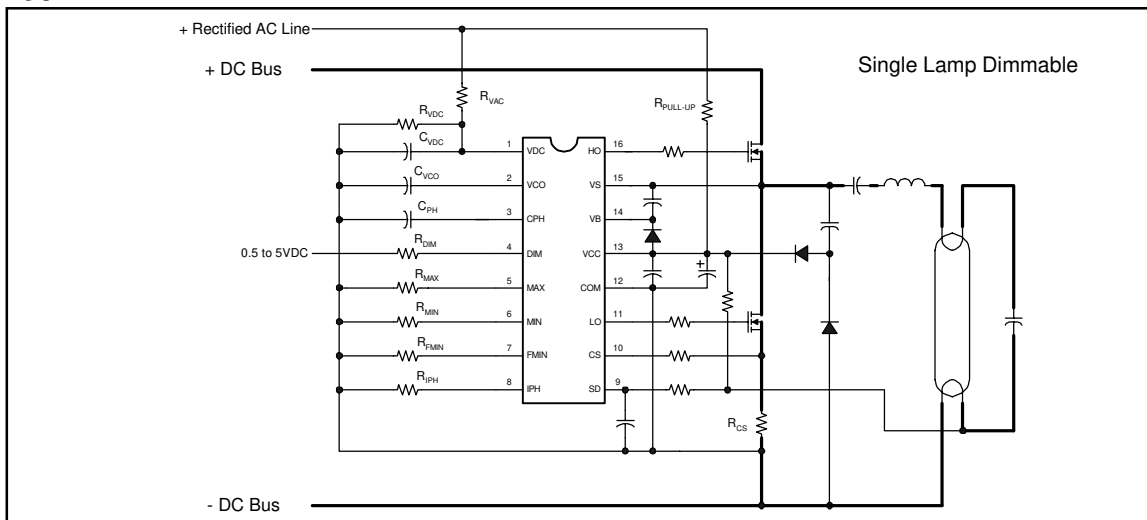 + Rectified AC Line
+ DC Bus
Single Lamp Dimmable
RVAC
RPULL-UP
RVDC
CVDC
1 VDC HO 16
CVCO
2 VCO VS 15
CPH
3 CPH VB 14
RDIM
0.5 to 5VDC
4 DIM VCC 13
+
RMAX
5 MAX COM 12
RMIN
6 MIN LO 11
RFMIN
7 FMIN CS 10
RIPH
8 IPH SD 9
RCS
- DC Bus